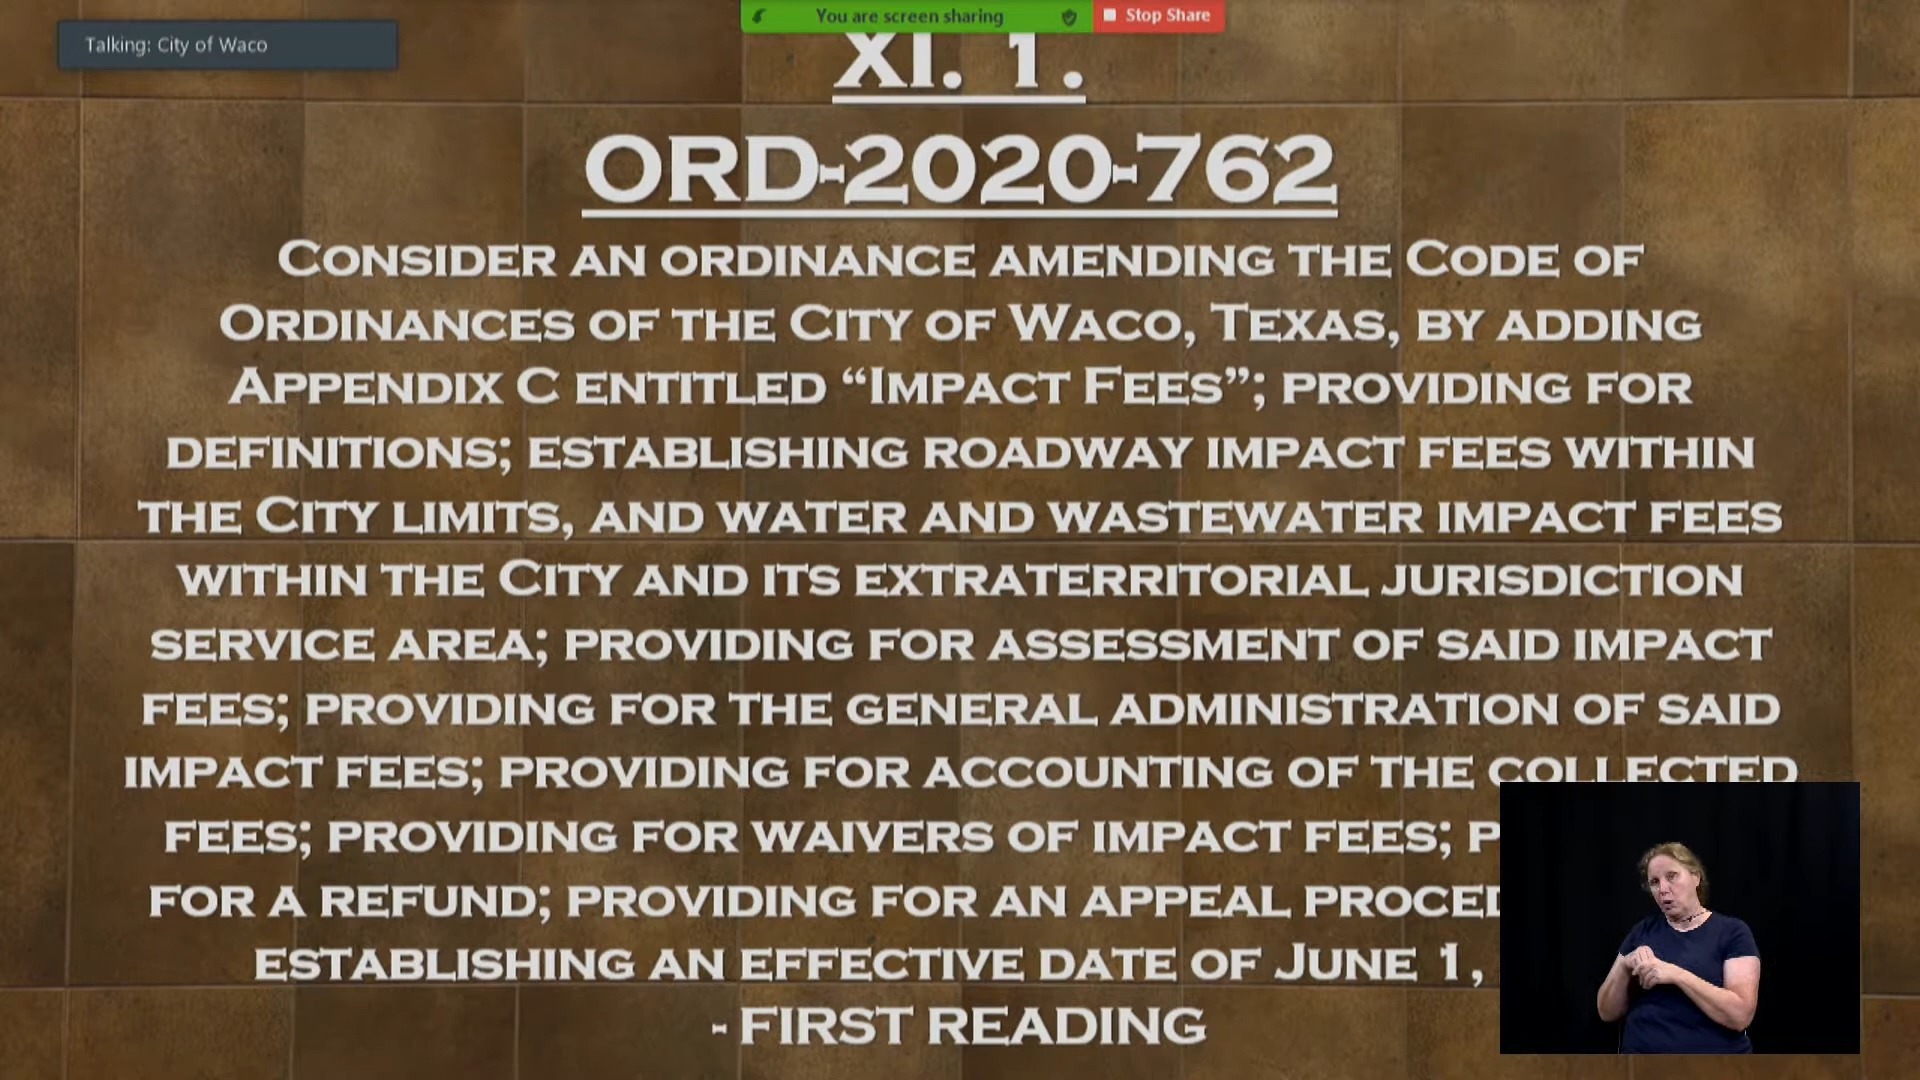 Talking: City of Waco
You are screen sharing
Stop Share
XI. 1.
ORD-2020-762
CONSIDER AN ORDINANCE AMENDING THE CODE OF
ORDINANCES OF THE CITY OF WACO, TEXAS, BY ADDING
APPENDIX C ENTITLED “IMPACT FEES”; PROVIDING FOR
DEFINITIONS; ESTABLISHING ROADWAY IMPACT FEES WITHIN
THE CITY LIMITS, AND WATER AND WASTEWATER IMPACT FEES
WITHIN THE CITY AND ITS EXTRATERRITORIAL JURISDICTION
SERVICE AREA; PROVIDING FOR ASSESSMENT OF SAID IMPACT
FEES; PROVIDING FOR THE GENERAL ADMINISTRATION OF SAID
IMPACT FEES; PROVIDING FOR ACCOUNTING OF THE COLLECTED
FEES; PROVIDING FOR WAIVERS OF IMPACT FEES;
FOR A REFUND; PROVIDING FOR AN APPEAL
ESTABLISHING AN EFFECTIVE DATE OF JUNE 1,
- FIRST READING